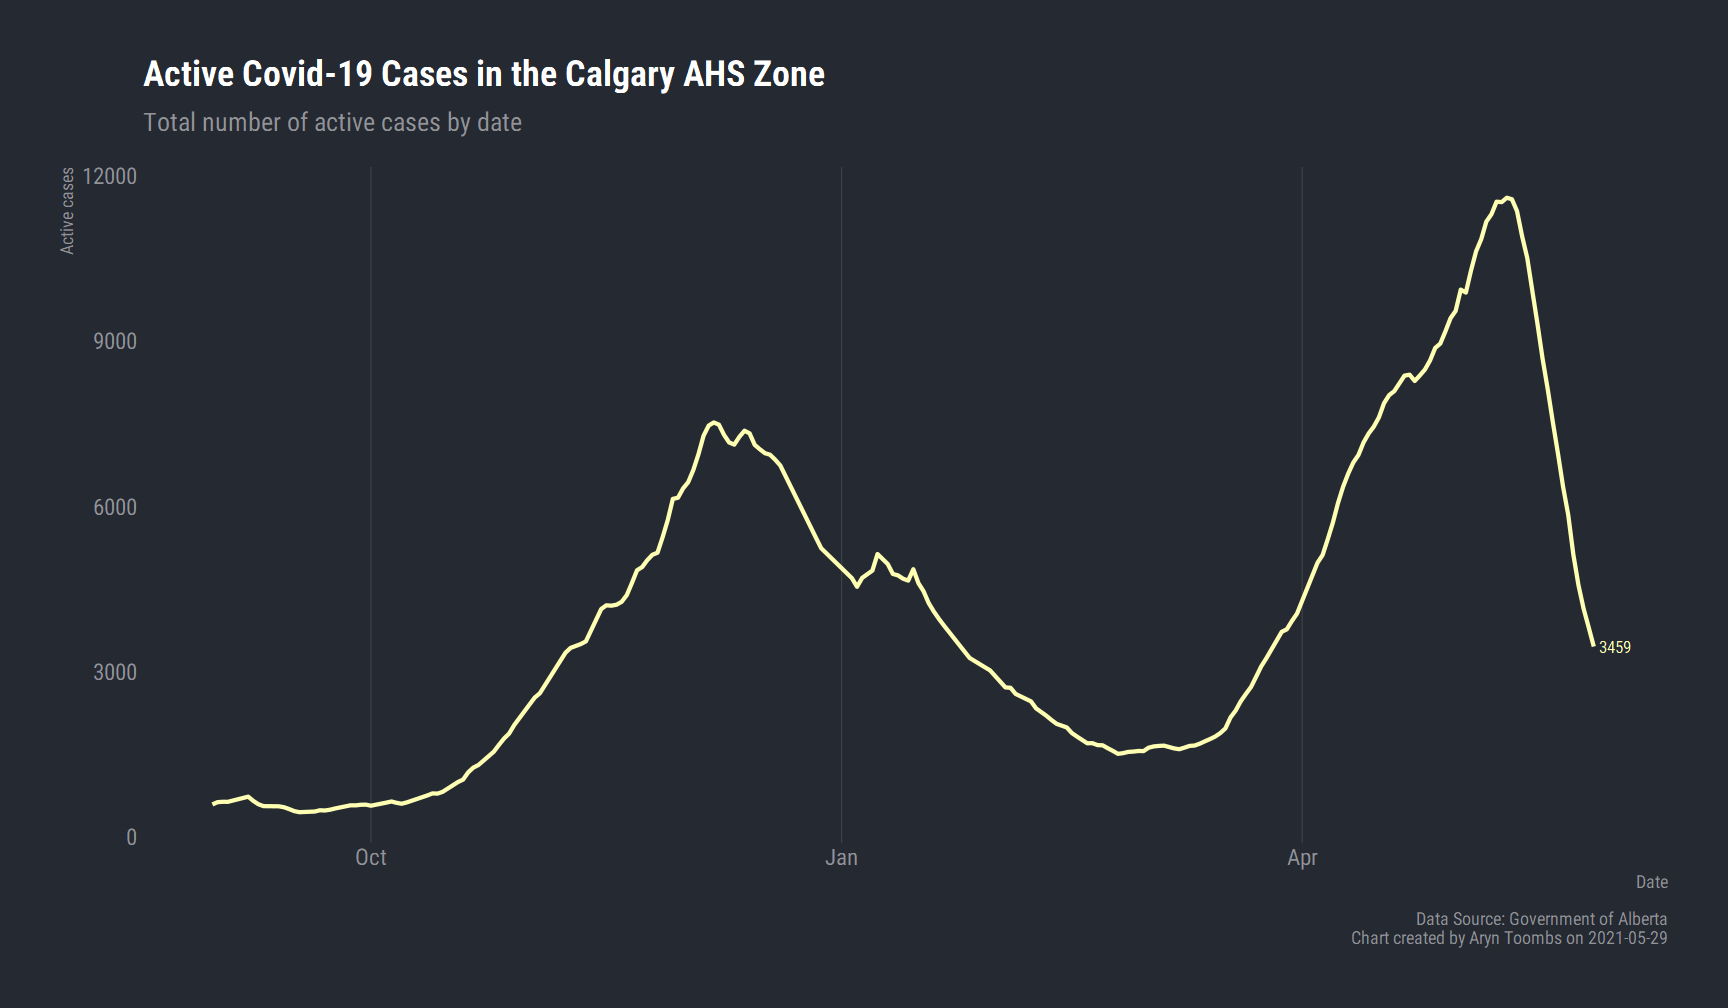 Active Covid-19 Cases in the Calgary AHS Zone
Total number of active cases by date
Active cases
12000
9000
6000
3000
0
3459
Oct
Jan
Apr
Date
Data Source: Government of Alberta
Chart created by Aryn Toombs on 2021-05-29